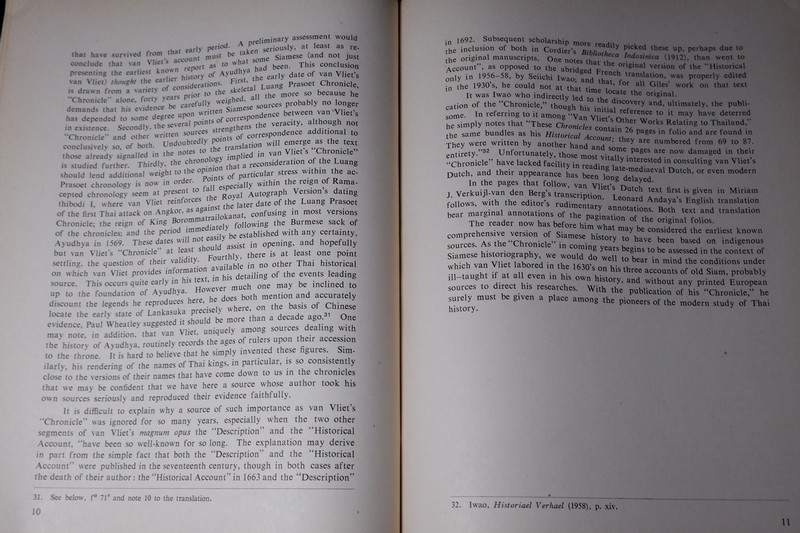 that have survived from that early period. A preliminary assessment would
conclude that van Vliet's account must be taken seriously, at least as re-
presenting the earliest known report as to what some Siamese (and not just
van Vliet) thought the earlier history of Ayudhya had been. This conclusion
is drawn from a variety of considerations. First, the early date of van Vliet's
"Chronicle" alone, forty years prior to the skeletal Luang Prasoet Chronicle,
demands that his evidence be carefully weighed, all the more so because he
has depended to some degree upon written Siamese sources probably no longer
in existence. Secondly, the several points of correspondence between van Vliet's
"Chronicle" and other written sources strengthens the veracity, although not
conclusively so, of both. Undoubtedly points of correspondence additional to
those already signalled in the notes to the translation will emerge as the text
is studied further. Thirdly, the chronology implied in van Vliet's "Chronicle"
should lend additional weight to the opinion that a reconsideration of the Luang
Prasoet chronology is now in order. Points of particular stress within the ac-
cepted chronology seem at present to fall especially within the reign of Rama-
thibodi I, where van Vliet reinforces the Royal Autograph Version's dating
of the first Thai attack on Angkor, as against the later date of the Luang Prasoet
Chronicle; the reign of King Borommatrailokanat, confusing in most versions
of the chronicles; and the period immediately following the Burmese sack of
Ayudhya in 1569. These dates will not easily be established with any certainty,
but van Vliet's "Chronicle" at least should assist in opening, and hopefully
settling, the question of their validity. Fourthly, there is at least one point
on which van Vliet provides information available in no other Thai historical
source. This occurs quite early in his text, in his detailing of the events leading
up to the foundation of Ayudhya. However much one may be inclined to
discount the legends he reproduces here, he does both mention and accurately
locate the early state of Lankasuka precisely where, on the basis of Chinese
evidence, Paul Wheatley suggested it should be more than a decade ago.³¹ One
may note, in addition, that van Vliet, uniquely among sources dealing with
the history of Ayudhya, routinely records the ages of rulers upon their accession
to the throne. It is hard to believe that he simply invented these figures. Sim-
ilarly, his rendering of the names of Thai kings, in particular, is so consistently
close to the versions of their names that have come down to us in the chronicles
that we may be confident that we have here a source whose author took his
own sources seriously and reproduced their evidence faithfully.
It is difficult to explain why a source of such importance as van Vliet's
"Chronicle" was ignored for so many years, especially when the two other
segments of van Vliet's magnum opus the "Description" and the "Historical
Account, "have been so well-known for so long. The explanation may derive
in part from the simple fact that both the "Description" and the "Historical
Account" were published in the seventeenth century, though in both cases after
the death of their author: the "Historical Account" in 1663 and the "Description"
31. See below, f° 71ᵛ and note 10 to the translation.
10
in 1692. Subsequent scholarship more readily picked these up, perhaps due to
the inclusion of both in Cordier's Bibliotheca Indosinica (1912), than went to
the original manuscripts. One notes that the original version of the "Historical
Account", as opposed to the abridged French translation, was properly edited
only in 1956-58, by Seiichi Iwao; and that, for all Giles' work on that text
in the 1930's, he could not at that time locate the original.
It was Iwao who indirectly led to the discovery and, ultimately, the publi-
cation of the "Chronicle," though his initial reference to it may have deterred
some. In referring to it among "Van Vliet's Other Works Relating to Thailand,"
he simply notes that "These Chronicles contain 26 pages in folio and are found in
the same bundles as his Historical Account; they are numbered from 69 to 87.
They were written by another hand and some pages are now damaged in their
entirety."³² Unfortunately, those most vitally interested in consulting van Vliet's
"Chronicle" have lacked facility in reading late-mediaeval Dutch, or even modern
Dutch, and their appearance has been long delayed.
In the pages that follow, van Vliet's Dutch text first is given in Miriam
J. Verkuijl-van den Berg's transcription. Leonard Andaya's English translation
follows, with the editor's rudimentary annotations. Both text and translation
bear marginal annotations of the pagination of the original folios.
The reader now has before him what may be considered the earliest known
comprehensive version of Siamese history to have been based on indigenous
sources. As the "Chronicle" in coming years begins to be assessed in the context of
Siamese historiography, we would do well to bear in mind the conditions under
which van Vliet labored in the 1630's on his three accounts of old Siam, probably
ill-taught if at all even in his own history, and without any printed European
sources to direct his researches. With the publication of his "Chronicle," he
surely must be given a place among the pioneers of the modern study of Thai
history.
32. Iwao, Historiael Verhael (1958), p. xiv.
11